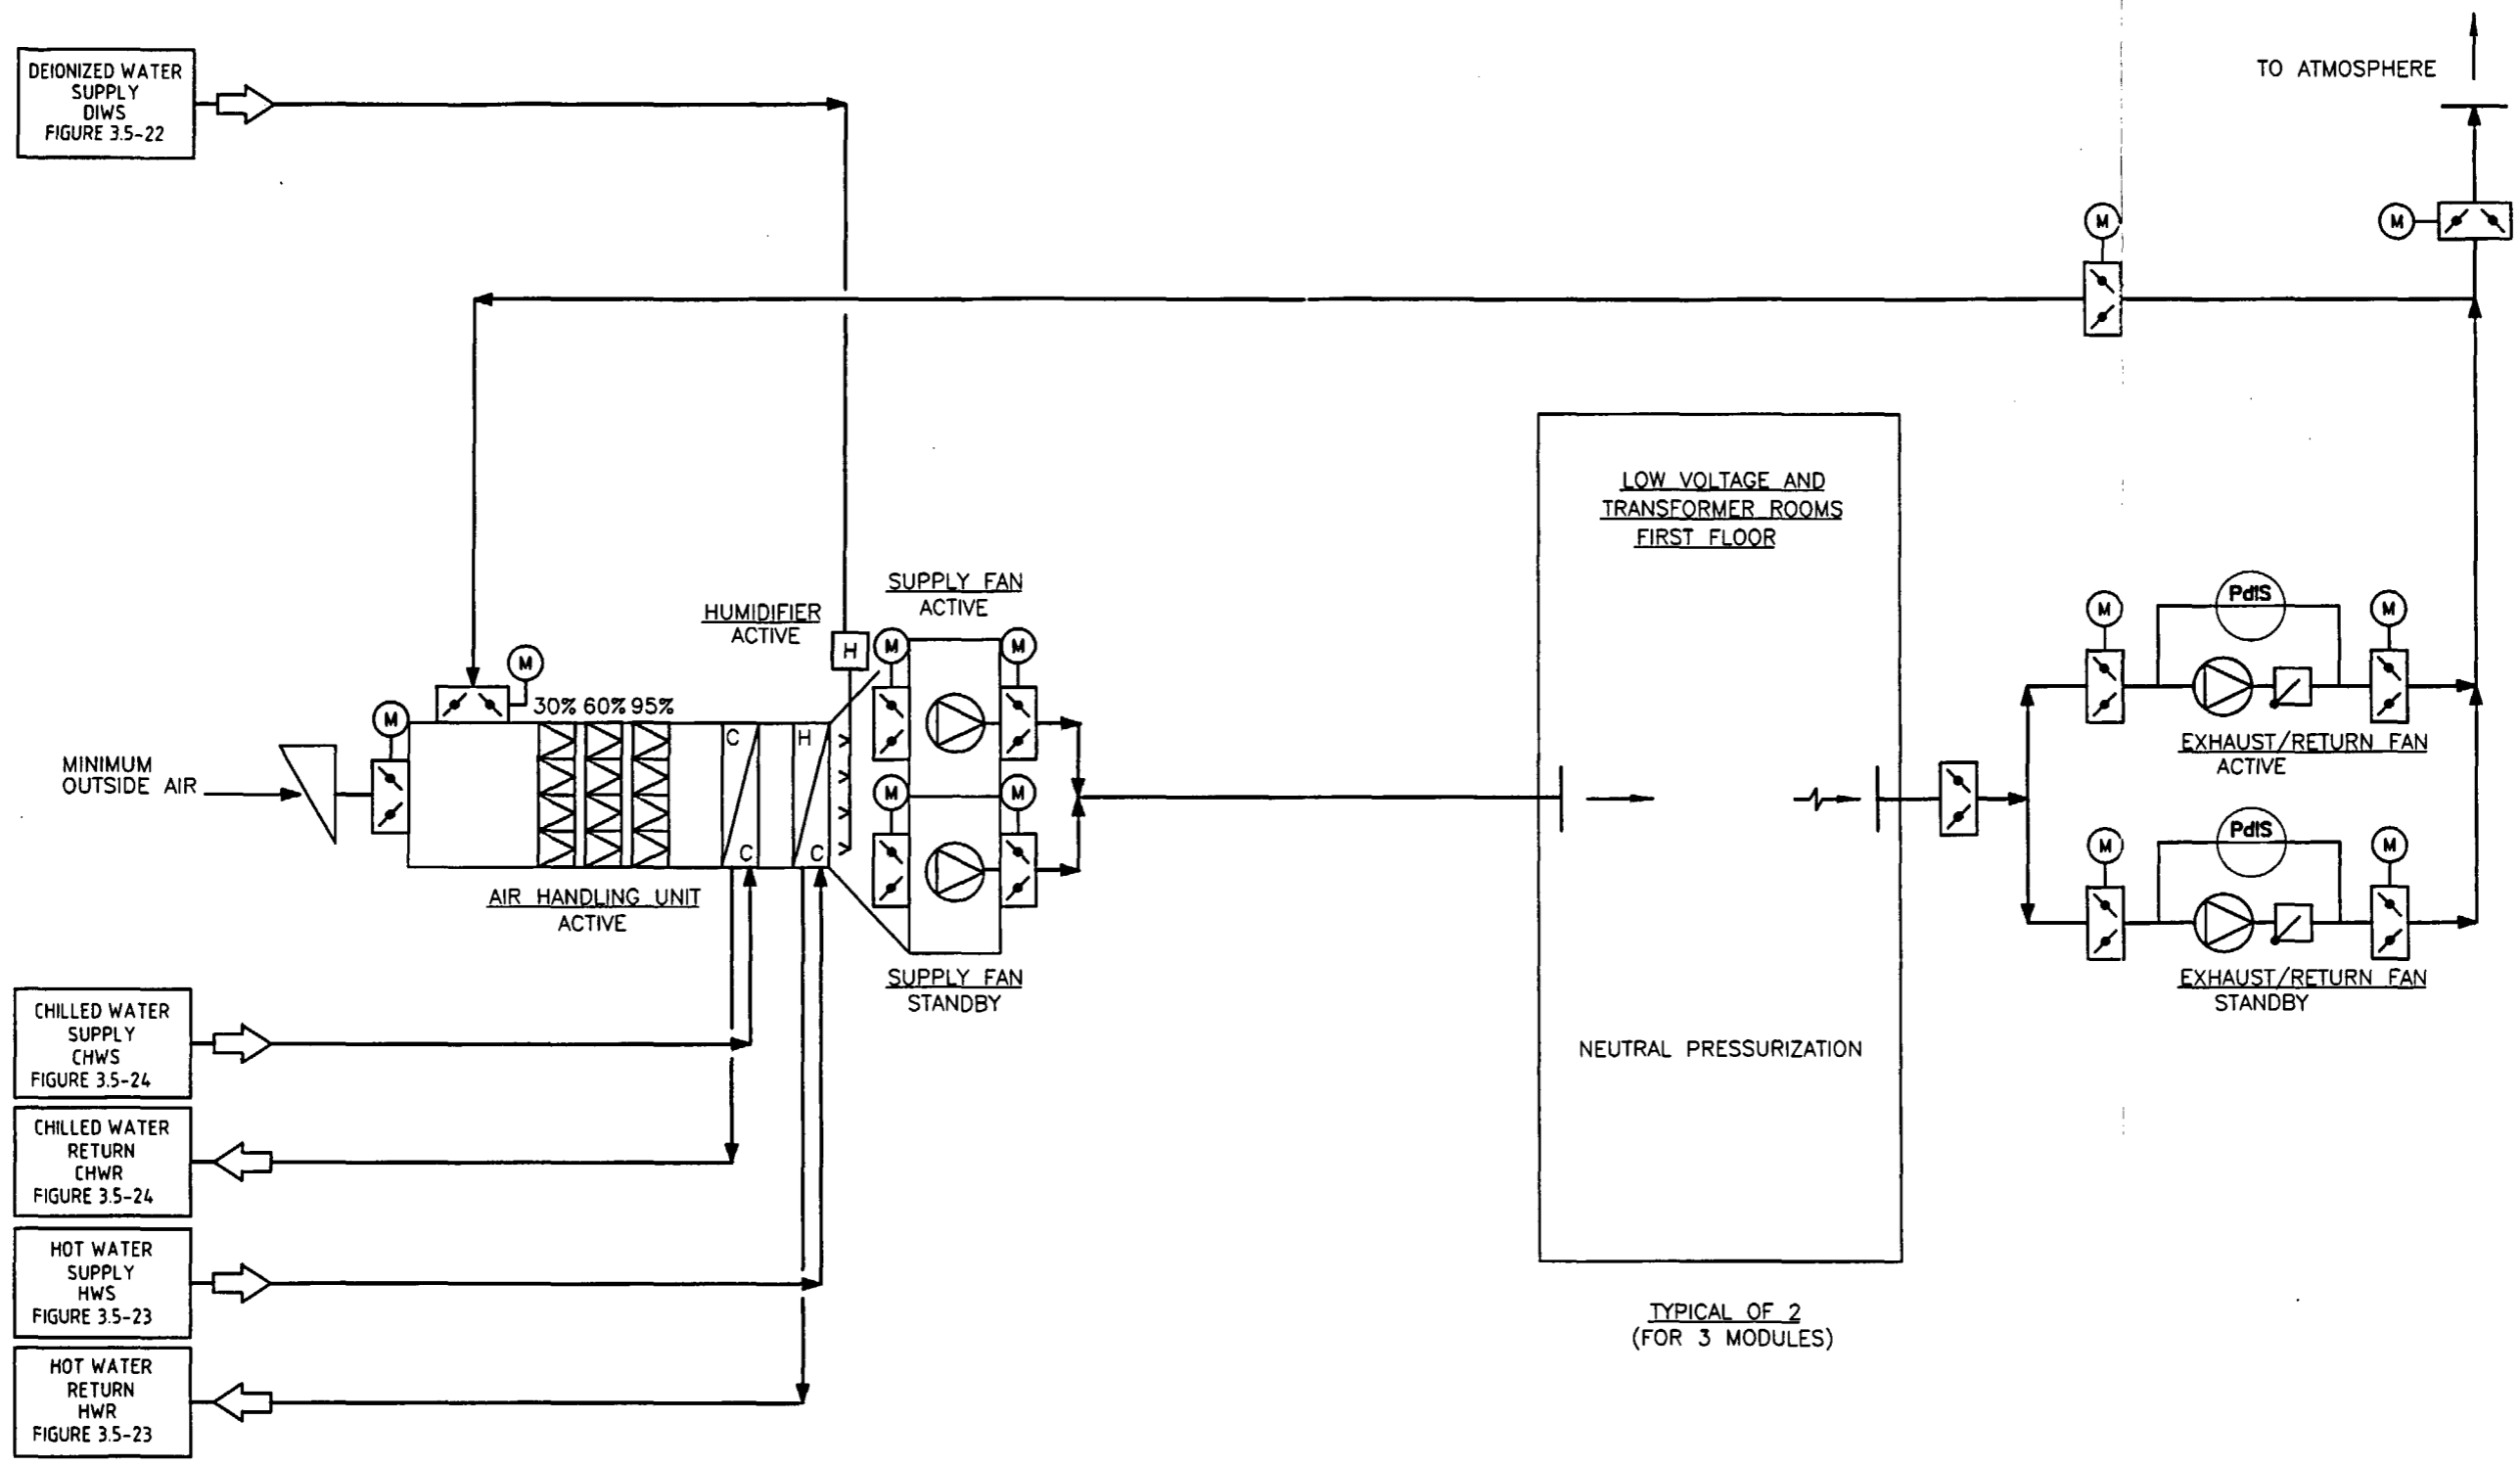 DEIONIZED WATER
SUPPLY
DIWS
FIGURE 3.5-22
TO ATMOSPHERE
M
M
LOW VOLTAGE AND
TRANSFORMER ROOMS
FIRST FLOOR
NEUTRAL PRESSURIZATION
TYPICAL OF 2
(FOR 3 MODULES)
HUMIDIFIER
ACTIVE
H
SUPPLY FAN
ACTIVE
M
M
M
M
SUPPLY FAN
STANDBY
M
M
30% 60% 95%
C
C
H
C
MINIMUM
OUTSIDE AIR
AIR HANDLING UNIT
ACTIVE
M
PdIS
M
EXHAUST/RETURN FAN
ACTIVE
M
PdIS
M
EXHAUST/RETURN FAN
STANDBY
CHILLED WATER
SUPPLY
CHWS
FIGURE 3.5-24
CHILLED WATER
RETURN
CHWR
FIGURE 3.5-24
HOT WATER
SUPPLY
HWS
FIGURE 3.5-23
HOT WATER
RETURN
HWR
FIGURE 3.5-23